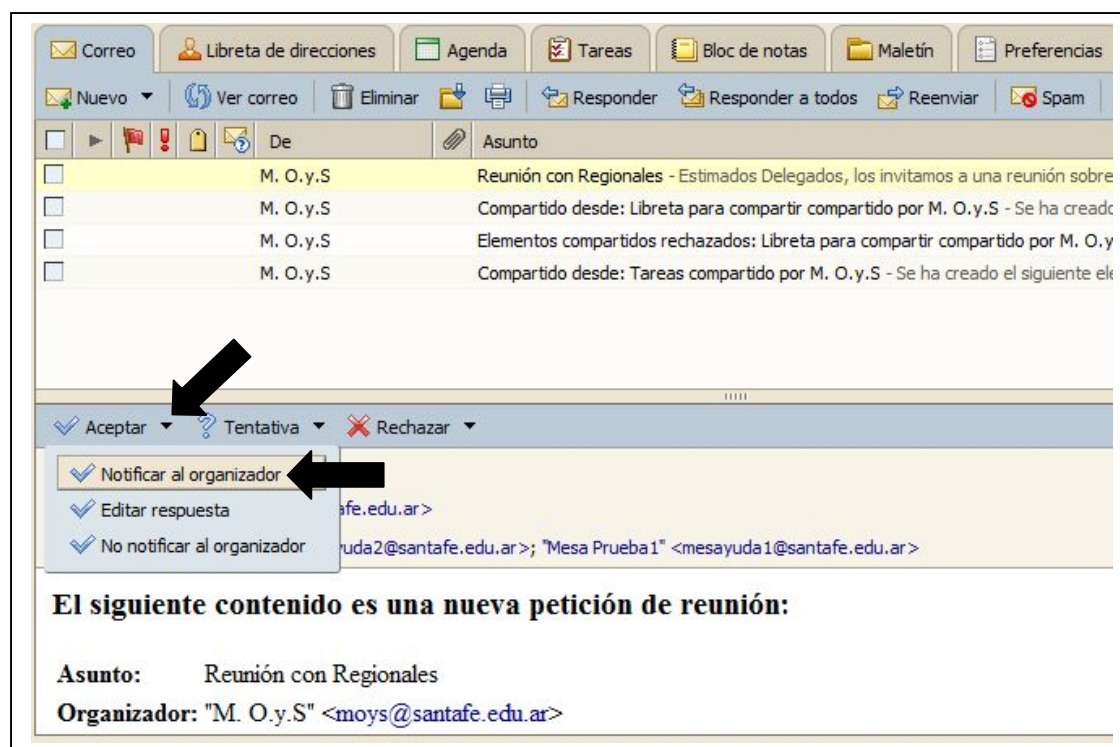 Correo Libreta de direcciones Agenda Tareas Bloc de notas Maletín Preferencias
Nuevo Ver correo Eliminar Responder Responder a todos Reenviar Spam
De Asunto
M. O.y.S Reunión con Regionales - Estimados Delegados, los invitamos a una reunión sobre
M. O.y.S Compartido desde: Libreta para compartir compartido por M. O.y.S - Se ha creado
M. O.y.S Elementos compartidos rechazados: Libreta para compartir compartido por M. O.y
M. O.y.S Compartido desde: Tareas compartido por M. O.y.S - Se ha creado el siguiente ele
Aceptar Tentativa Rechazar
Notificar al organizador
Editar respuesta afe.edu.ar>
No notificar al organizador uda2@santafe.edu.ar>; "Mesa Prueba1" <mesayuda1@santafe.edu.ar>
El siguiente contenido es una nueva petición de reunión:
Asunto: Reunión con Regionales
Organizador: "M. O.y.S" <moys@santafe.edu.ar>